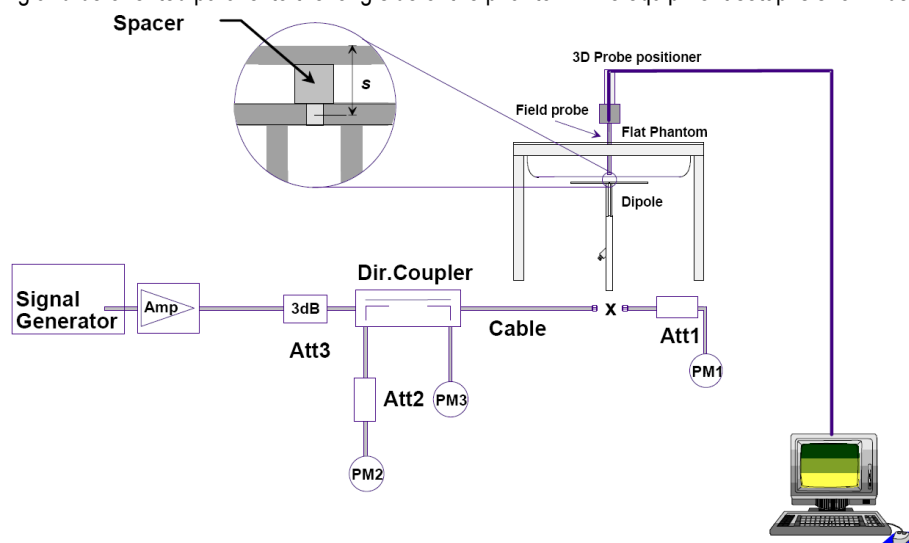 Spacer
s
3D Probe positioner
Field probe
Flat Phantom
Dipole
Signal
Generator
Amp
3dB
Att3
Dir.Coupler
Cable
x
Att1
PM1
Att2
PM3
PM2